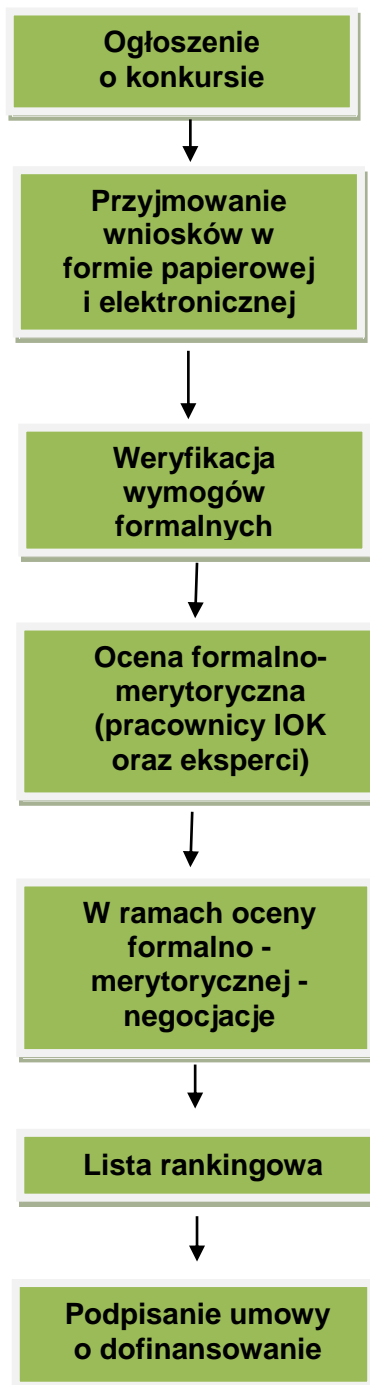 Ogłoszenie
o konkursie
Przyjmowanie
wniosków w
formie papierowej
i elektronicznej
Weryfikacja
wymogów
formalnych
Ocena formalno-
merytoryczna
(pracownicy IOK
oraz eksperci)
W ramach oceny
formalno -
merytorycznej -
negocjacje
Lista rankingowa
Podpisanie umowy
o dofinansowanie